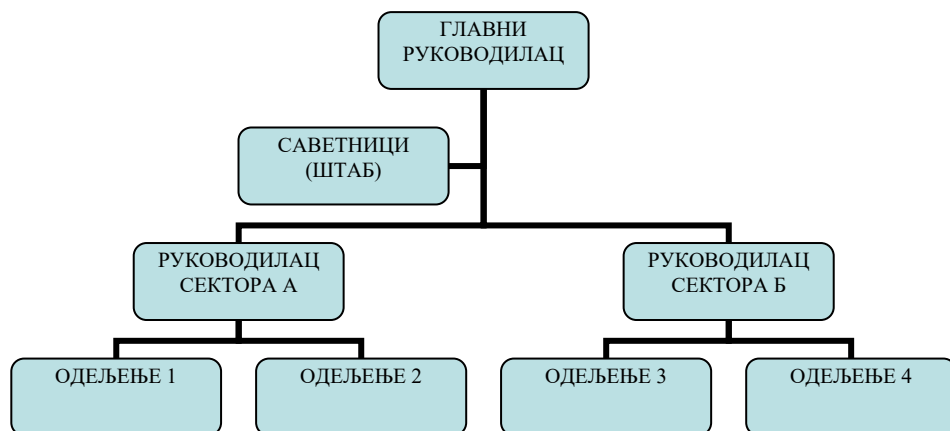 ГЛАВНИ
РУКОВОДИЛАЦ
САВЕТНИЦИ
(ШТАБ)
РУКОВОДИЛАЦ
СЕКТОРА А
РУКОВОДИЛАЦ
СЕКТОРА Б
ОДЕЉЕЊЕ 1
ОДЕЉЕЊЕ 2
ОДЕЉЕЊЕ 3
ОДЕЉЕЊЕ 4